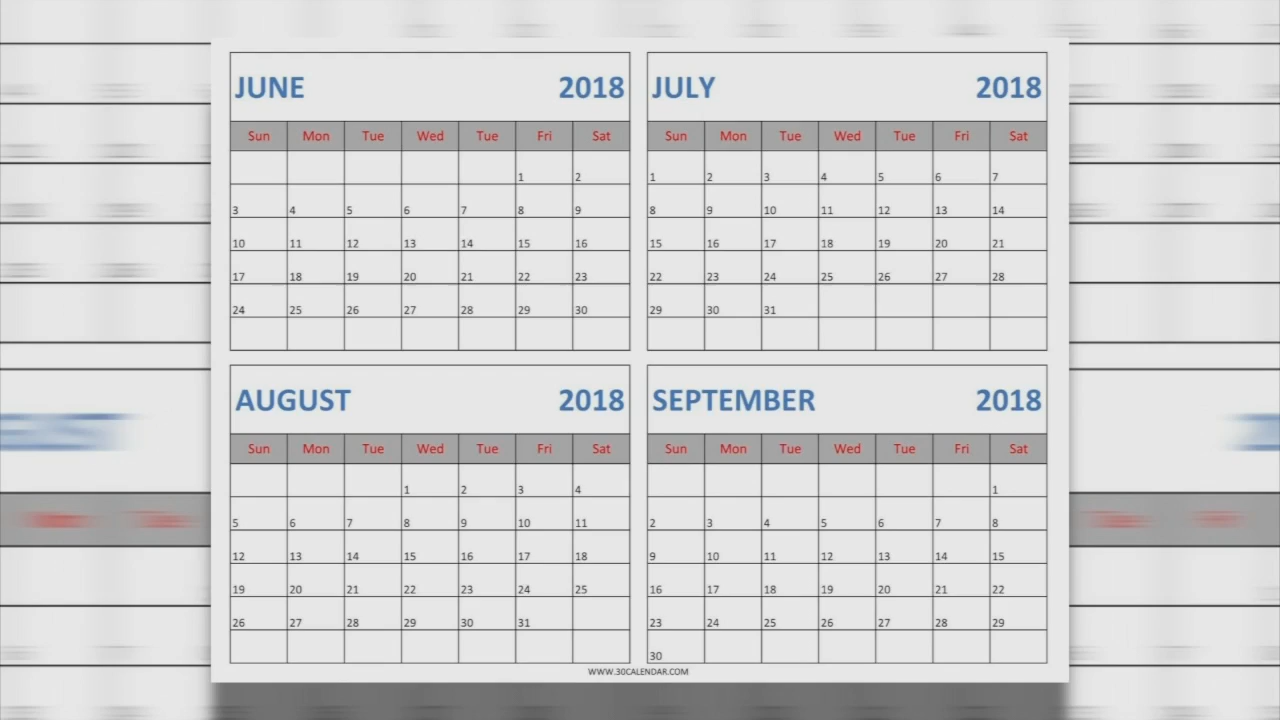 JUNE 2018
Sun Mon Tue Wed Tue Fri Sat
1 2
3 4 5 6 7 8 9
10 11 12 13 14 15 16
17 18 19 20 21 22 23
24 25 26 27 28 29 30
JULY 2018
Sun Mon Tue Wed Tue Fri Sat
1 2 3 4 5 6 7
8 9 10 11 12 13 14
15 16 17 18 19 20 21
22 23 24 25 26 27 28
29 30 31
AUGUST 2018
Sun Mon Tue Wed Tue Fri Sat
1 2 3 4
5 6 7 8 9 10 11
12 13 14 15 16 17 18
19 20 21 22 23 24 25
26 27 28 29 30 31
SEPTEMBER 2018
Sun Mon Tue Wed Tue Fri Sat
1
2 3 4 5 6 7 8
9 10 11 12 13 14 15
16 17 18 19 20 21 22
23 24 25 26 27 28 29
30
WWW.30CALENDAR.COM